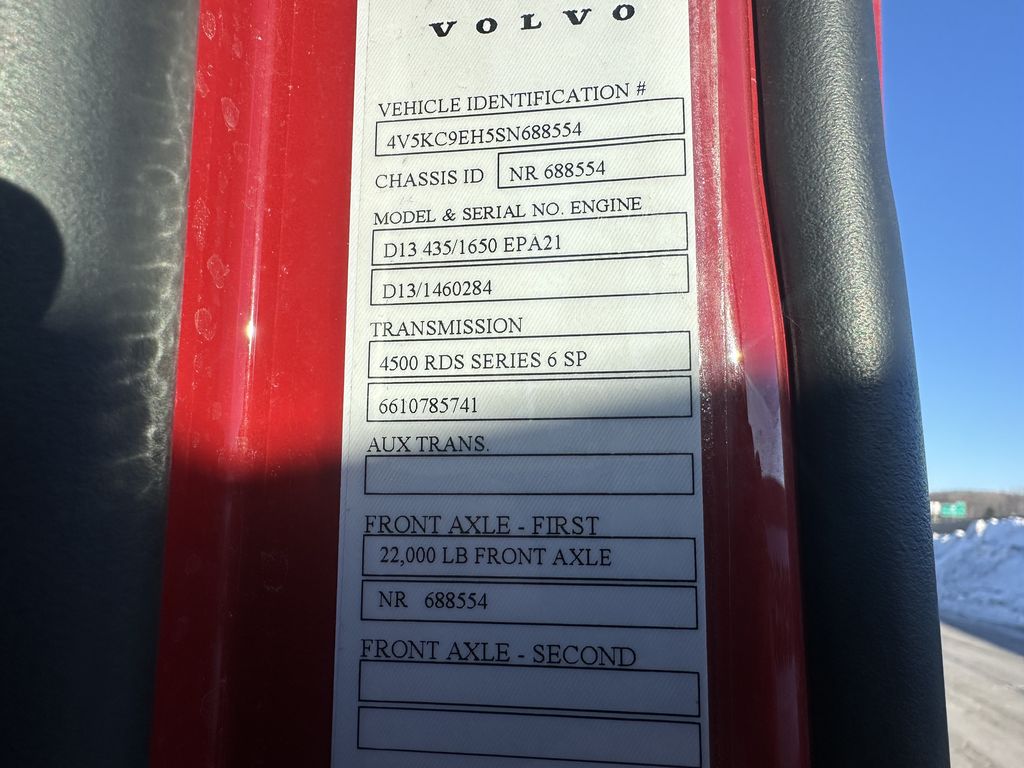 VOLVO
VEHICLE IDENTIFICATION #
4V5KC9EH5SN688554
CHASSIS ID NR 688554
MODEL & SERIAL NO. ENGINE
D13 435/1650 EPA21
D13/1460284
TRANSMISSION
4500 RDS SERIES 6 SP
6610785741
AUX TRANS.
FRONT AXLE - FIRST
22,000 LB FRONT AXLE
NR 688554
FRONT AXLE - SECOND